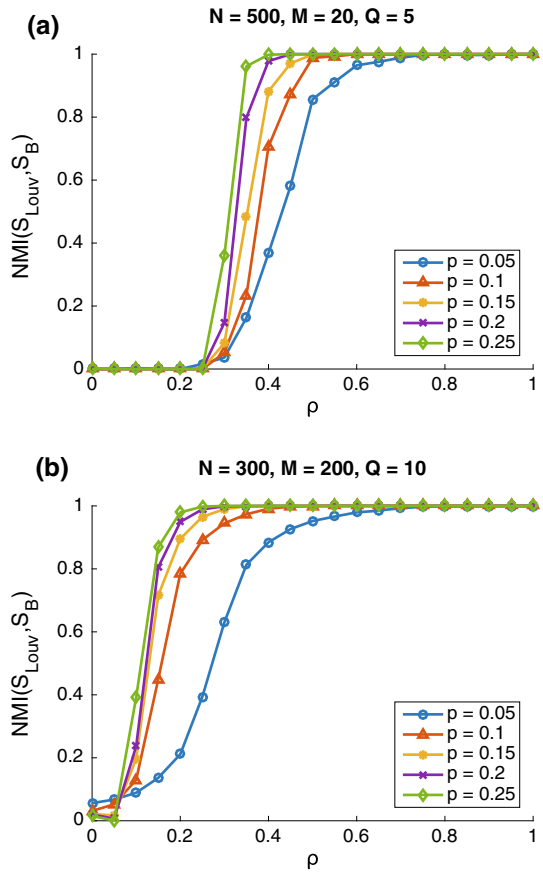 (a)
N = 500, M = 20, Q = 5
NMI(S_Louv, S_B)
1
0.8
0.6
0.4
0.2
0
0 0.2 0.4 0.6 0.8 1
ρ
p = 0.05
p = 0.1
p = 0.15
p = 0.2
p = 0.25
(b)
N = 300, M = 200, Q = 10
NMI(S_Louv, S_B)
1
0.8
0.6
0.4
0.2
0
0 0.2 0.4 0.6 0.8 1
ρ
p = 0.05
p = 0.1
p = 0.15
p = 0.2
p = 0.25